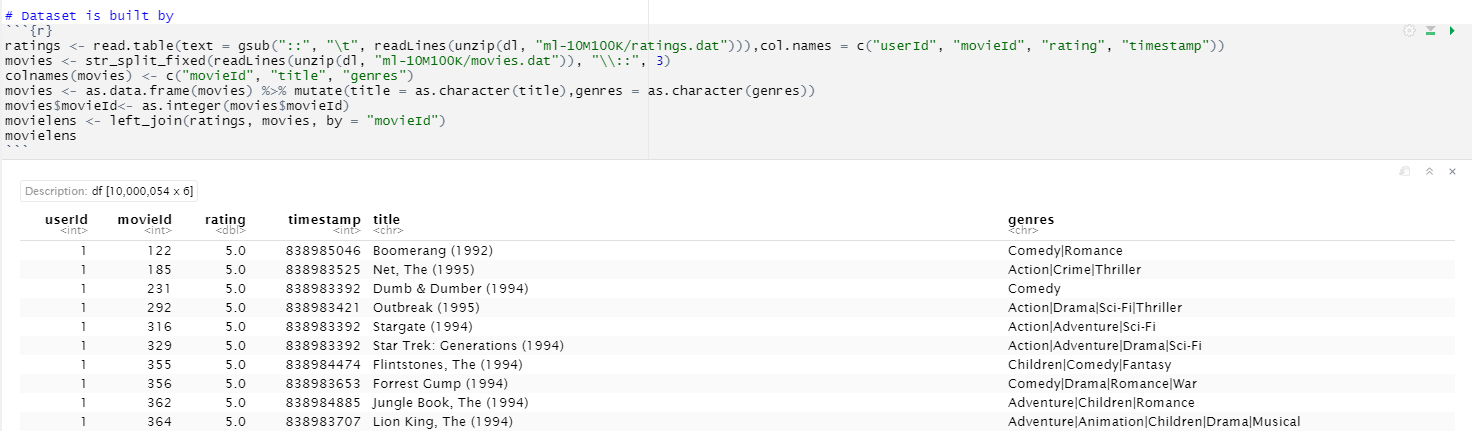 # Dataset is built by
```{r}
ratings <- read.table(text = gsub("::", "\t", readLines(unzip(dl, "ml-10M100K/ratings.dat"))),col.names = c("userId", "movieId", "rating", "timestamp"))
movies <- str_split_fixed(readLines(unzip(dl, "ml-10M100K/movies.dat")), "\\::", 3)
colnames(movies) <- c("movieId", "title", "genres")
movies <- as.data.frame(movies) %>% mutate(title = as.character(title),genres = as.character(genres))
movies$movieId<- as.integer(movies$movieId)
movielens <- left_join(ratings, movies, by = "movieId")
movielens
```
Description: df [10,000,054 x 6]
userId movieId rating timestamp title genres
<int> <int> <dbl> <int> <chr> <chr>
1 122 5.0 838985046 Boomerang (1992) Comedy|Romance
1 185 5.0 838983525 Net, The (1995) Action|Crime|Thriller
1 231 5.0 838983392 Dumb & Dumber (1994) Comedy
1 292 5.0 838983421 Outbreak (1995) Action|Drama|Sci-Fi|Thriller
1 316 5.0 838983392 Stargate (1994) Action|Adventure|Sci-Fi
1 329 5.0 838983392 Star Trek: Generations (1994) Action|Adventure|Drama|Sci-Fi
1 355 5.0 838984474 Flintstones, The (1994) Children|Comedy|Fantasy
1 356 5.0 838983653 Forrest Gump (1994) Comedy|Drama|Romance|War
1 362 5.0 838984885 Jungle Book, The (1994) Adventure|Children|Romance
1 364 5.0 838983707 Lion King, The (1994) Adventure|Animation|Children|Drama|Musical